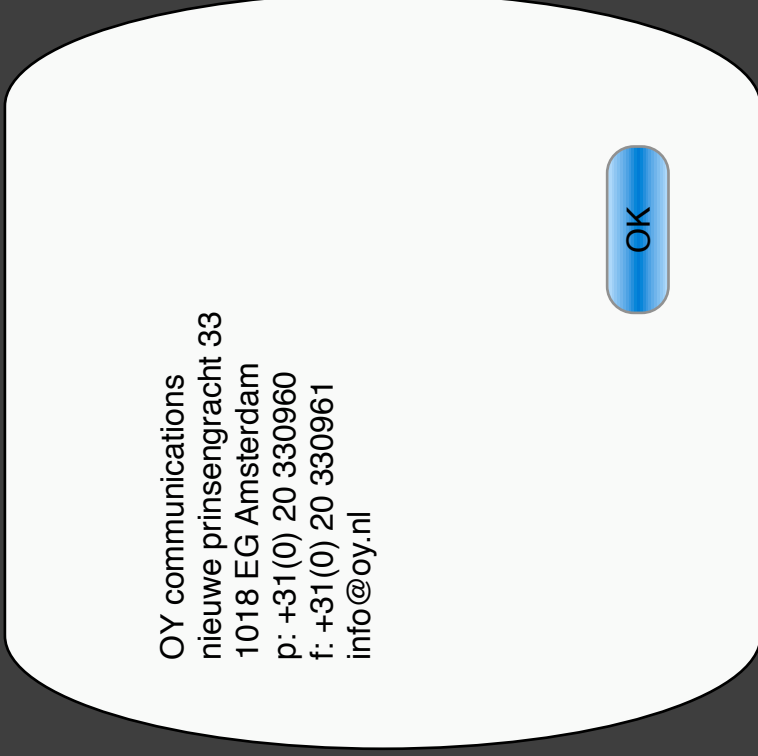 OY communications
nieuwe prinsengracht 33
1018 EG Amsterdam
p: +31(0) 20 330960
f: +31(0) 20 330961
info@oy.nl
OK